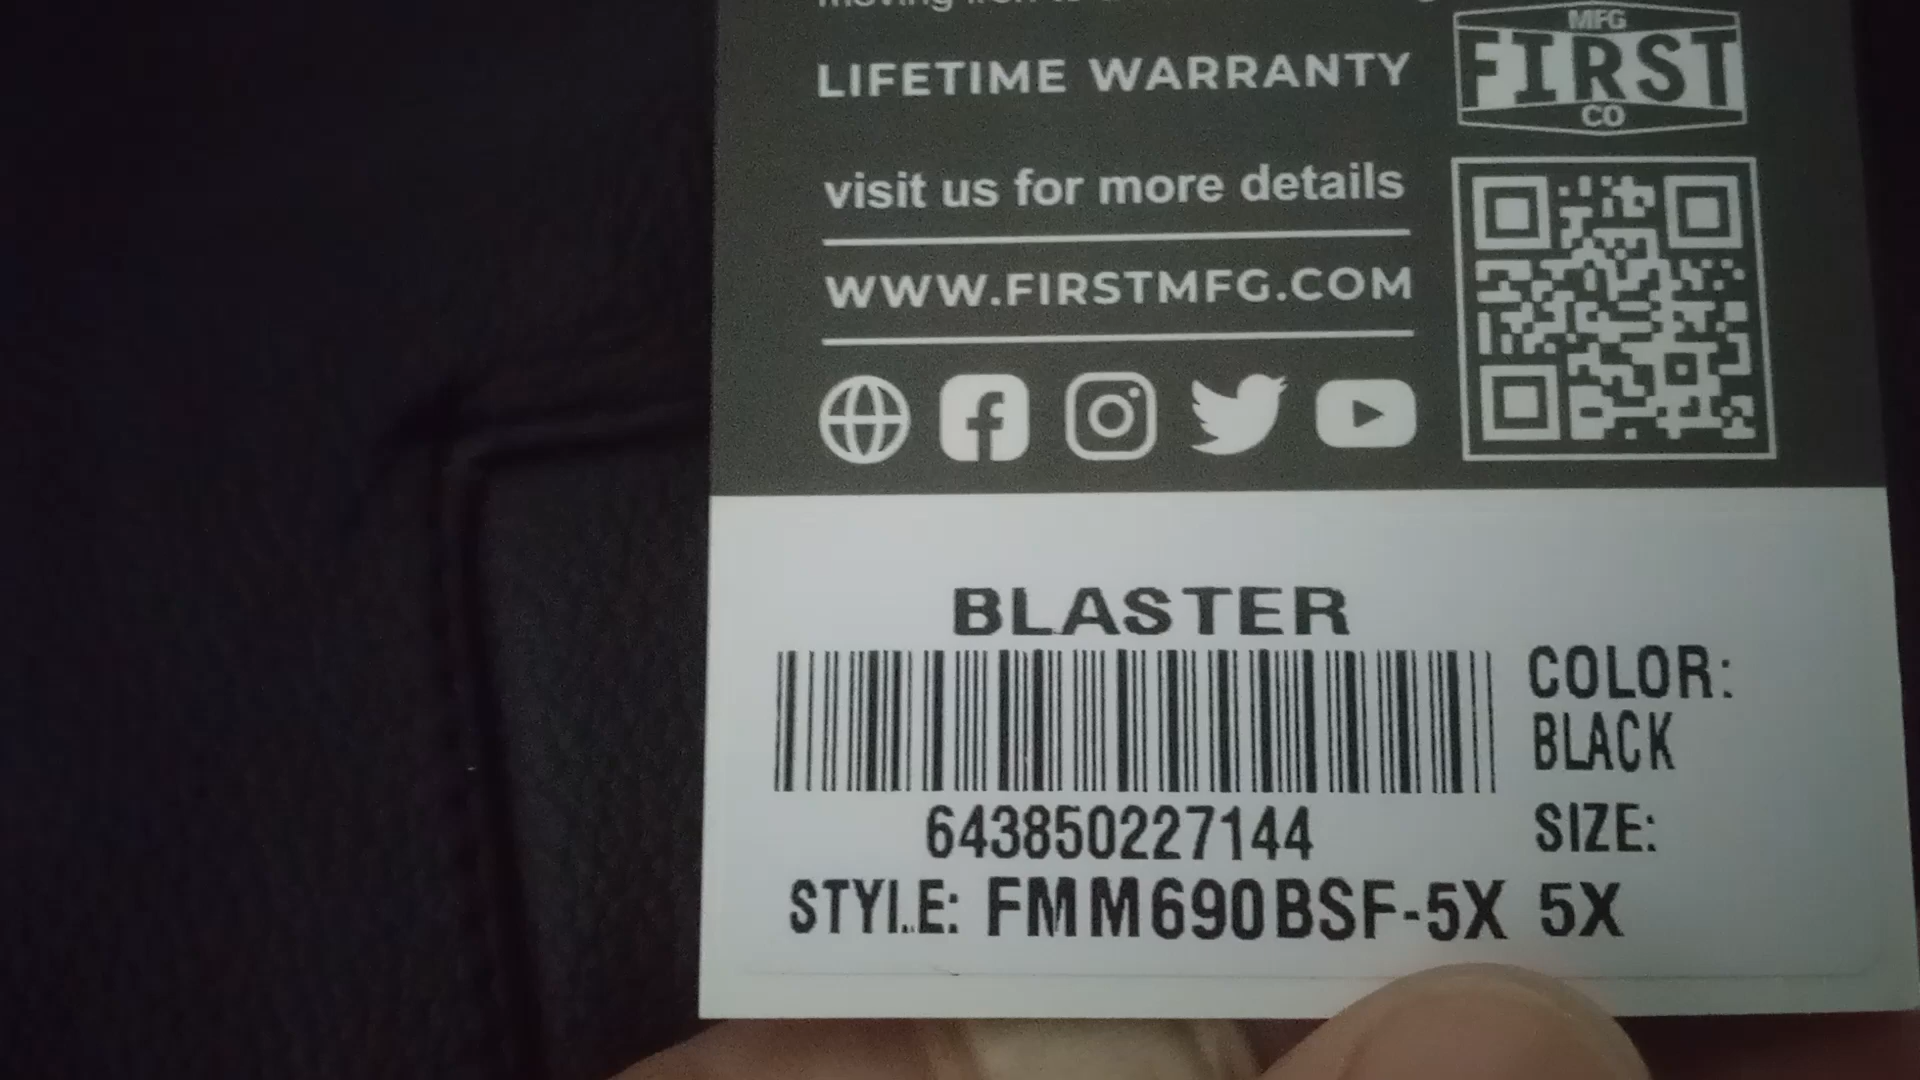 LIFETIME WARRANTY
MFG
FIRST
CO
visit us for more details
WWW.FIRSTMFG.COM
BLASTER
COLOR:
BLACK
643850227144
SIZE:
STYLE: FMM690BSF-5X 5X